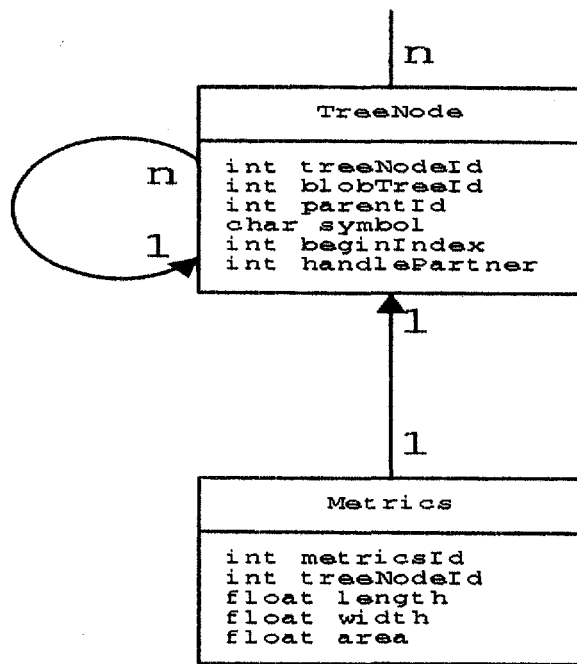 n
TreeNode
int treeNodeId
n
int blobTreeId
int parentId
char symbol
1
int beginIndex
int handlePartner
1
1
Metrics
int metricsId
int treeNodeId
float length
float width
float area